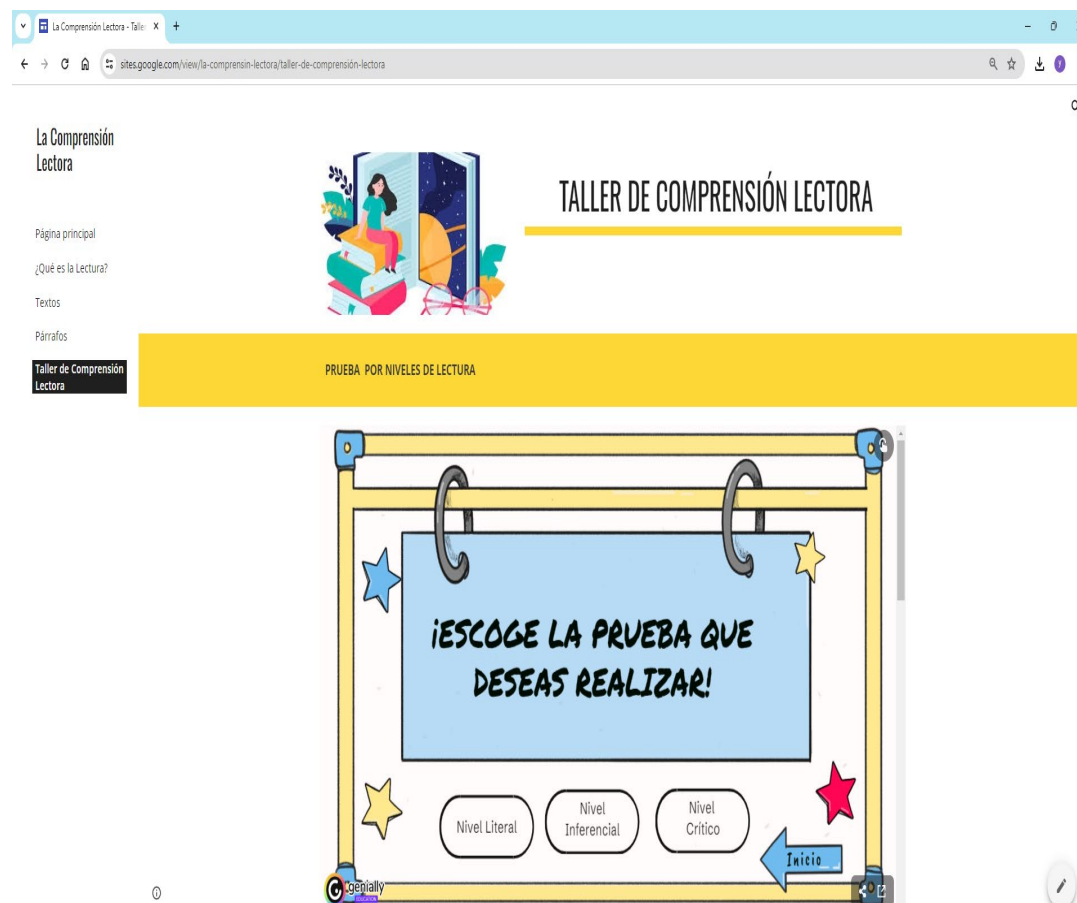 La Comprensión Lectora - Talle
sites.google.com/view/la-comprensin-lectora/taller-de-comprensión-lectora
La Comprensión
Lectora
Página principal
¿Qué es la Lectura?
Textos
Párrafos
Taller de Comprensión
Lectora
TALLER DE COMPRENSIÓN LECTORA
PRUEBA POR NIVELES DE LECTURA
¡ESCOGE LA PRUEBA QUE
DESEAS REALIZAR!
Nivel Literal
Nivel
Inferencial
Nivel
Crítico
Inicio
genially
EDUCATION